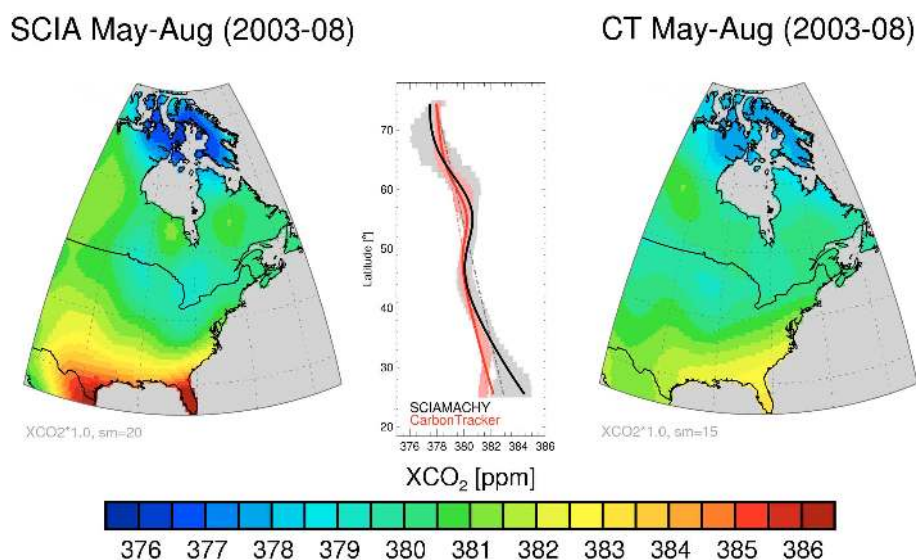 SCIA May-Aug (2003-08)
CT May-Aug (2003-08)
70
60
50
40
30
20
Latitude [°]
SCIAMACHY
CarbonTracker
376 378 380 382 384 386
XCO2*1.0, sm=20
XCO2*1.0, sm=15
XCO₂ [ppm]
376 377 378 379 380 381 382 383 384 385 386